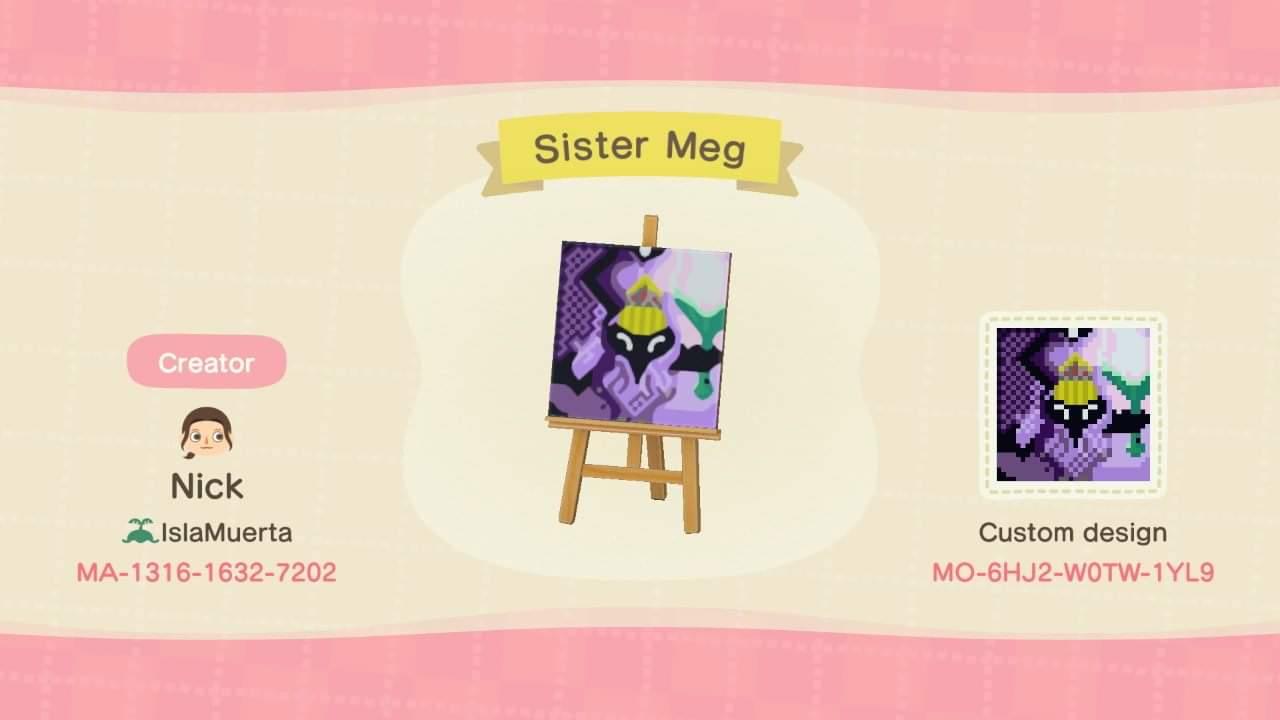 Sister Meg
Creator
Nick
IslaMuerta
MA-1316-1632-7202
Custom design
MO-6HJ2-W0TW-1YL9